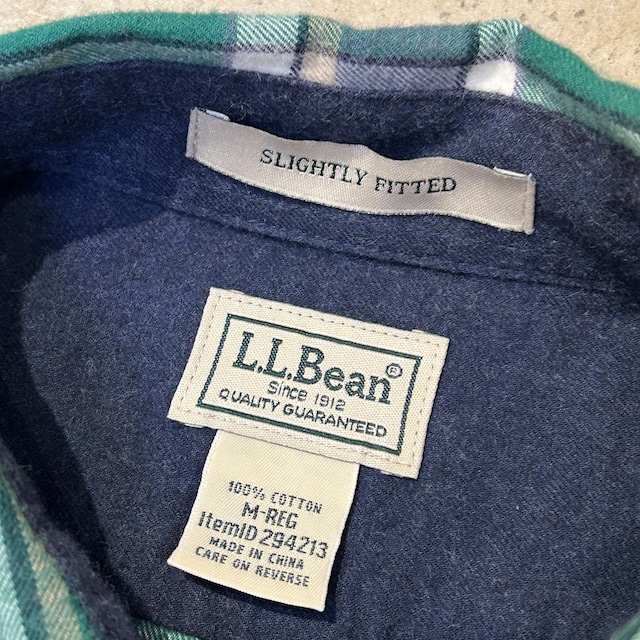 SLIGHTLY FITTED
L.L.Bean®
Since 1912
QUALITY GUARANTEED
100% COTTON
M-REG
ItemID 294213
MADE IN CHINA
CARE ON REVERSE